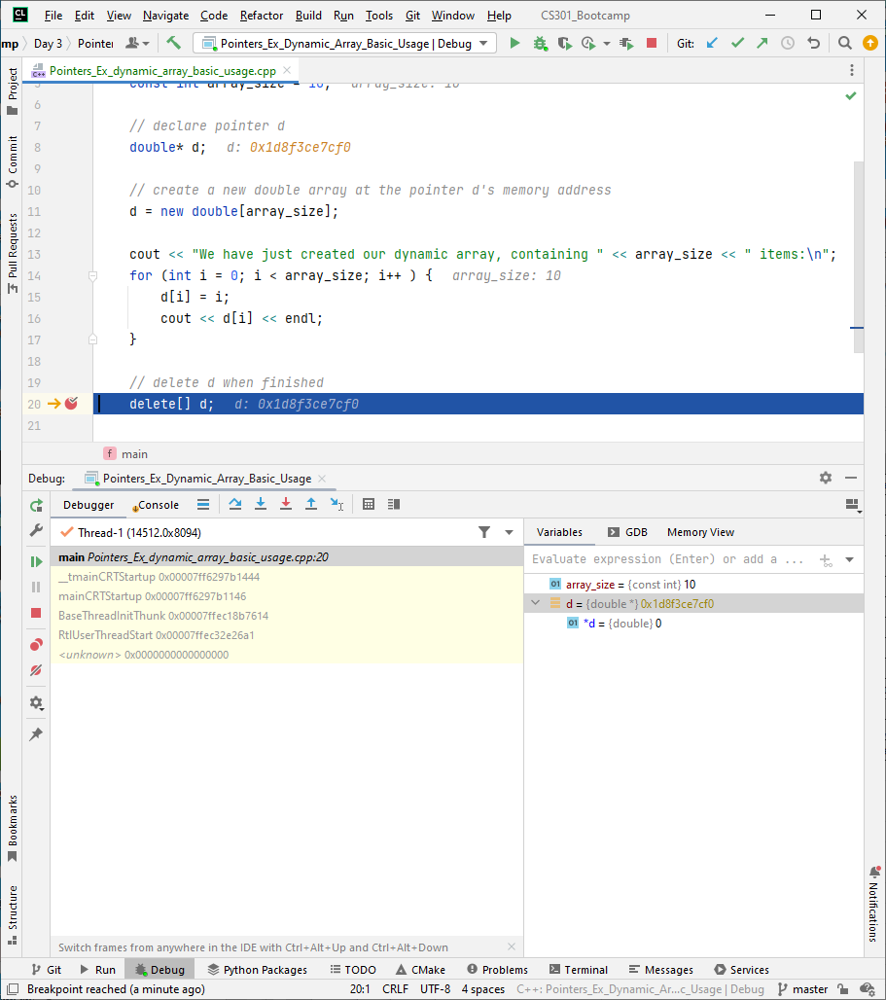 CL File Edit View Navigate Code Refactor Build Run Tools Git Window Help CS301_Bootcamp
mp Day 3 Pointer Pointers_Ex_Dynamic_Array_Basic_Usage | Debug Git:
Pointers_Ex_dynamic_array_basic_usage.cpp
5 const int array_size = 10; array_size: 10
6
7 // declare pointer d
8 double* d; d: 0x1d8f3ce7cf0
9
10 // create a new double array at the pointer d's memory address
11 d = new double[array_size];
12
13 cout << "We have just created our dynamic array, containing " << array_size << " items:\n";
14 for (int i = 0; i < array_size; i++ ) { array_size: 10
15 d[i] = i;
16 cout << d[i] << endl;
17 }
18
19 // delete d when finished
20 delete[] d; d: 0x1d8f3ce7cf0
21
f main
Project
Commit
Pull Requests
Bookmarks
Structure
Notifications
Debug: Pointers_Ex_Dynamic_Array_Basic_Usage
Debugger Console
Thread-1 (14512.0x8094)
main Pointers_Ex_dynamic_array_basic_usage.cpp:20
__tmainCRTStartup 0x00007ff6297b1444
mainCRTStartup 0x00007ff6297b1146
BaseThreadInitThunk 0x00007ffec18b7614
RtlUserThreadStart 0x00007ffec32e26a1
<unknown> 0x0000000000000000
Switch frames from anywhere in the IDE with Ctrl+Alt+Up and Ctrl+Alt+Down
Variables GDB Memory View
Evaluate expression (Enter) or add a ...
01 array_size = {const int} 10
d = {double *} 0x1d8f3ce7cf0
01 *d = {double} 0
Git Run Debug Python Packages TODO CMake Problems Terminal Messages Services
Breakpoint reached (a minute ago) 20:1 CRLF UTF-8 4 spaces C++: Pointers_Ex_Dynamic_Ar...c_Usage | Debug master